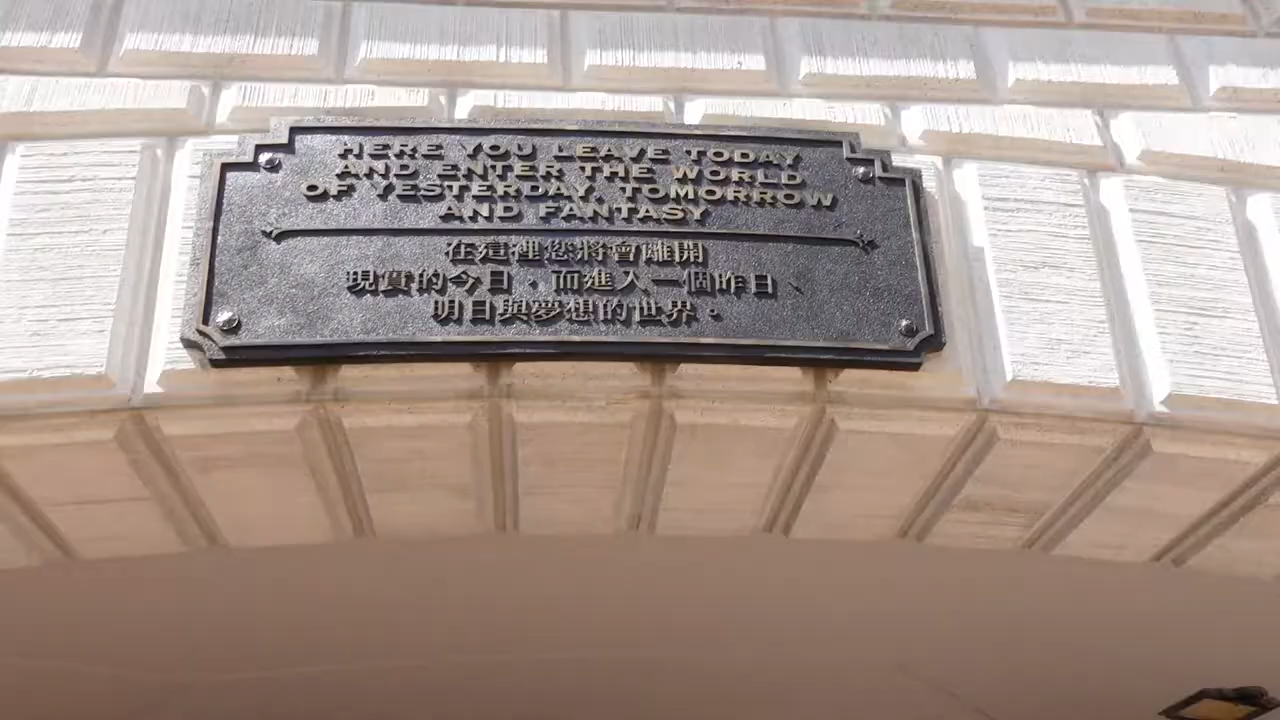 HERE YOU LEAVE TODAY
AND ENTER THE WORLD
OF YESTERDAY, TOMORROW
AND FANTASY
在這裡您將會離開
現實的今日，而進入一個昨日、
明日與夢想的世界。